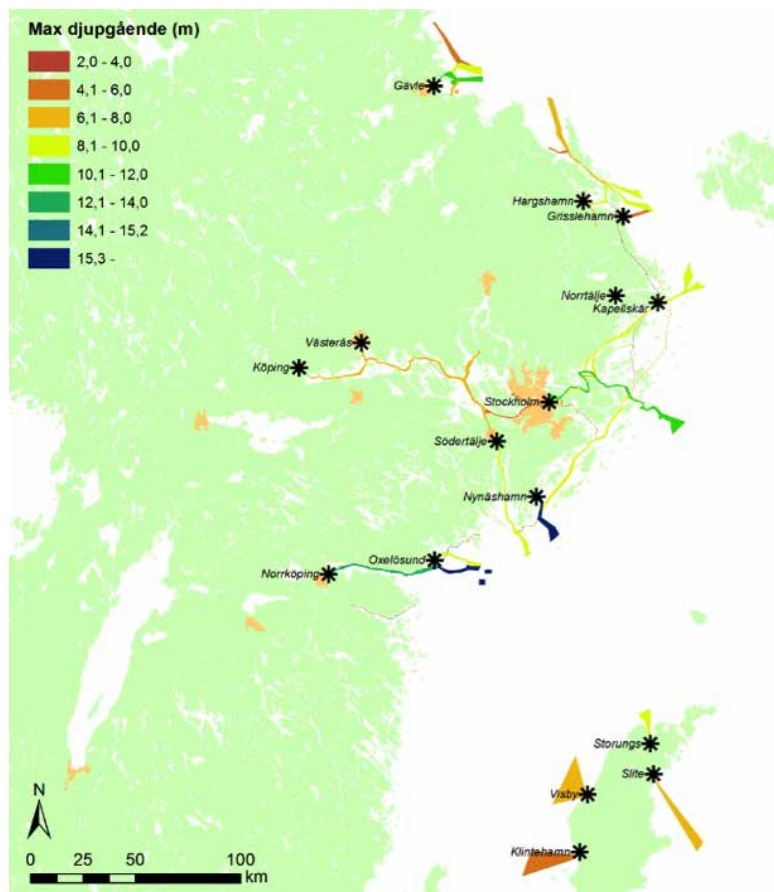 Max djupgående (m)
2,0 - 4,0
4,1 - 6,0
6,1 - 8,0
8,1 - 10,0
10,1 - 12,0
12,1 - 14,0
14,1 - 15,2
15,3 -
Gävle
Hargshamn
Grisslehamn
Norrtälje
Kapellskär
Västerås
Köping
Stockholm
Södertälje
Nynäshamn
Oxelösund
Norrköping
Storungs
Slite
Visby
Klintehamn
N
0 25 50 100
km